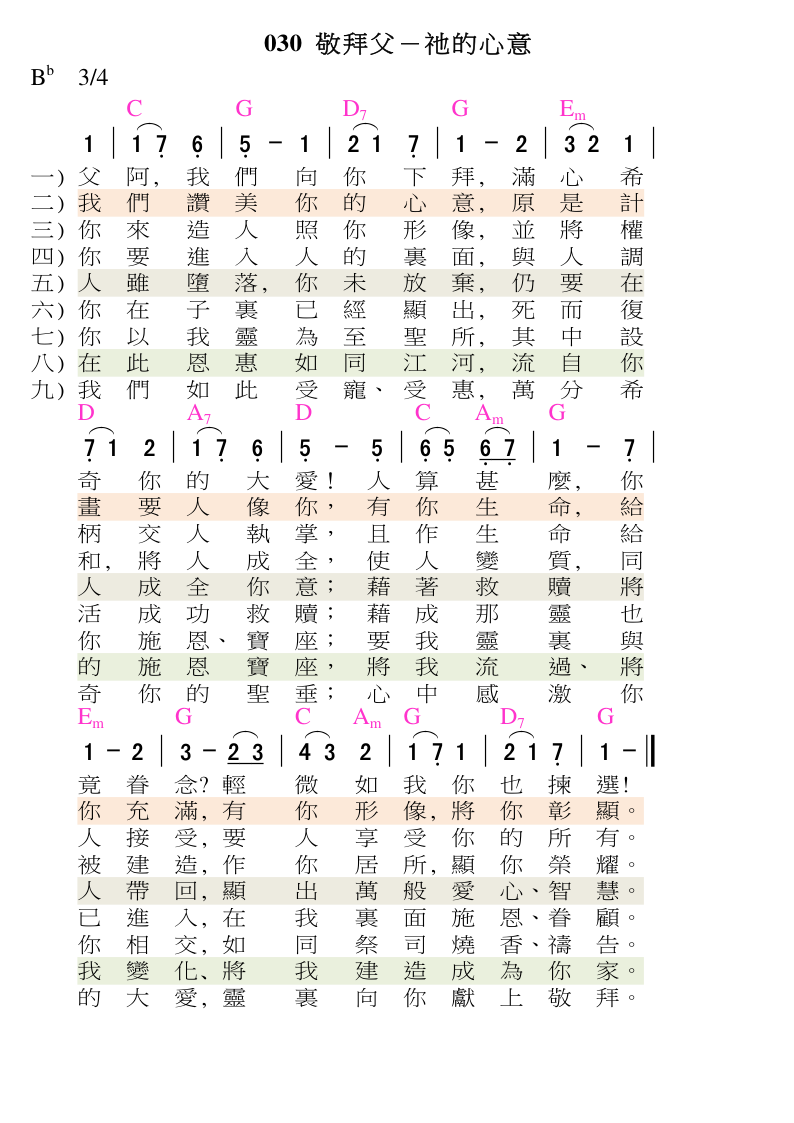 030 敬拜父－祂的心意
B♭ 3/4
C G D7 G Em
1 | 1 7̣ 6̣ | 5̣ － 1 | 2 1 7̣ | 1 － 2 | 3 2 1 |
一) 父 阿, 我 們 向 你 下 拜, 滿 心 希
二) 我 們 讚 美 你 的 心 意, 原 是 計
三) 你 來 造 人 照 你 形 像, 並 將 權
四) 你 要 進 入 人 的 裏 面, 與 人 調
五) 人 雖 墮 落, 你 未 放 棄, 仍 要 在
六) 你 在 子 裏 已 經 顯 出, 死 而 復
七) 你 以 我 靈 為 至 聖 所, 其 中 設
八) 在 此 恩 惠 如 同 江 河, 流 自 你
九) 我 們 如 此 受 寵、 受 惠, 萬 分 希
D A7 D C Am G
7̣ 1 2 | 1 7̣ 6̣ | 5̣ － 5̣ | 6̣ 5̣ 6̣ 7̣ | 1 － 7̣ |
奇 你 的 大 愛! 人 算 甚 麼, 你
畫 要 人 像 你， 有 你 生 命, 給
柄 交 人 執 掌， 且 作 生 命 給
和, 將 人 成 全， 使 人 變 質, 同
人 成 全 你 意； 藉 著 救 贖 將
活 成 功 救 贖； 藉 成 那 靈 也
你 施 恩、 寶 座； 要 我 靈 裏 與
的 施 恩 寶 座， 將 我 流 過、 將
奇 你 的 聖 垂； 心 中 感 激 你
Em G C Am G D7 G
1 － 2 | 3 － 2 3 | 4 3 2 | 1 7̣ 1 | 2 1 7̣ | 1 － ‖
竟 眷 念? 輕 微 如 我 你 也 揀 選!
你 充 滿, 有 你 形 像, 將 你 彰 顯。
人 接 受, 要 人 享 受 你 的 所 有。
被 建 造, 作 你 居 所, 顯 你 榮 耀。
人 帶 回, 顯 出 萬 般 愛 心、 智 慧。
已 進 入, 在 我 裏 面 施 恩、 眷 顧。
你 相 交, 如 同 祭 司 燒 香、 禱 告。
我 變 化、 將 我 建 造 成 為 你 家。
的 大 愛, 靈 裏 向 你 獻 上 敬 拜。